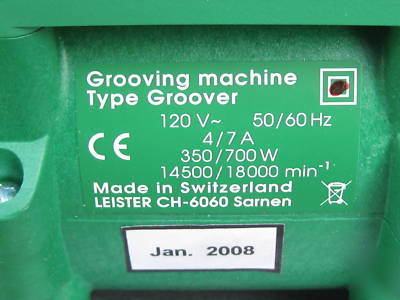 Grooving machine
Type Groover
120 V~ 50/60 Hz
4/7 A
CE
350/700 W
14500/18000 min⁻¹
Made in Switzerland
LEISTER CH-6060 Sarnen
Jan. 2008